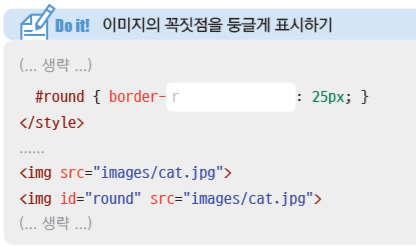 Do it! 이미지의 꼭짓점을 둥글게 표시하기
(... 생략 ...)
#round { border-r : 25px; }
</style>
......
<img src="images/cat.jpg">
<img id="round" src="images/cat.jpg">
(... 생략 ...)